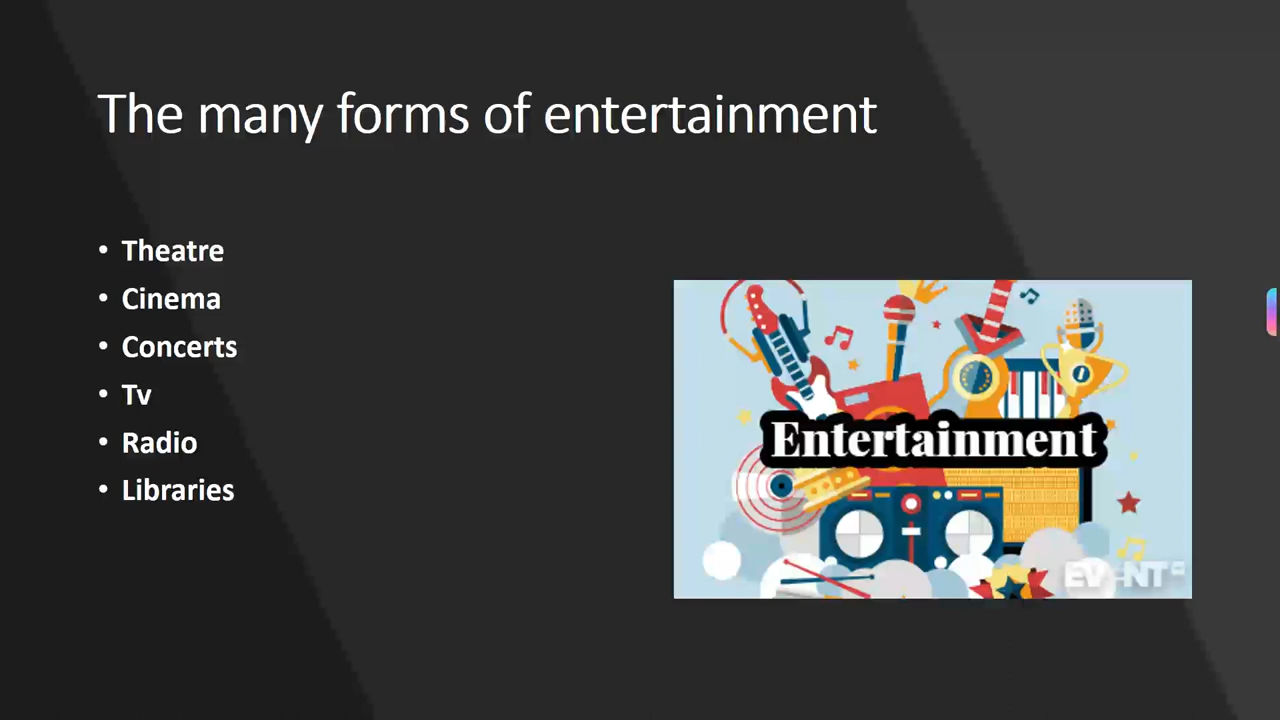 The many forms of entertainment
• Theatre
• Cinema
• Concerts
• Tv
• Radio
• Libraries
Entertainment